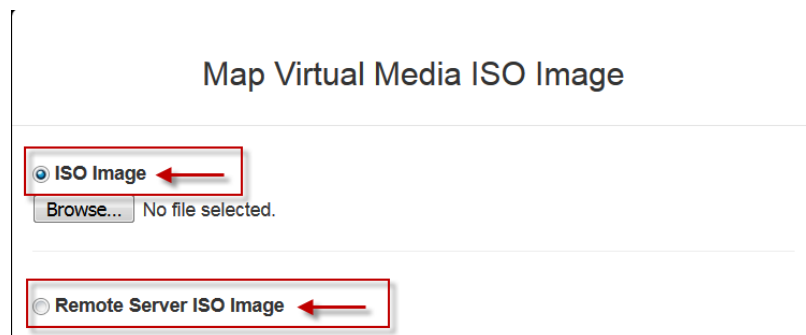 Map Virtual Media ISO Image
ISO Image
Browse... No file selected.
Remote Server ISO Image